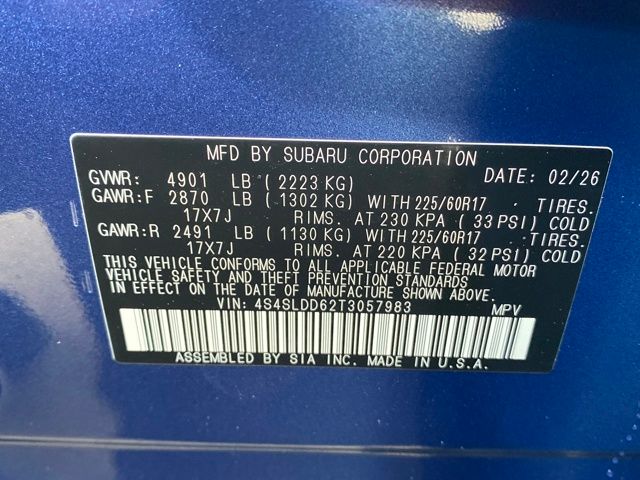 MFD BY SUBARU CORPORATION
GVWR: 4901 LB ( 2223 KG) DATE: 02/26
GAWR:F 2870 LB ( 1302 KG) WITH 225/60R17 TIRES.
17X7J RIMS. AT 230 KPA ( 33 PSI) COLD
GAWR:R 2491 LB ( 1130 KG) WITH 225/60R17 TIRES.
17X7J RIMS. AT 220 KPA ( 32 PSI) COLD
THIS VEHICLE CONFORMS TO ALL APPLICABLE FEDERAL MOTOR
VEHICLE SAFETY AND THEFT PREVENTION STANDARDS
IN EFFECT ON THE DATE OF MANUFACTURE SHOWN ABOVE.
VIN: 4S4SLDD62T3057983 MPV
ASSEMBLED BY SIA INC. MADE IN U.S.A.